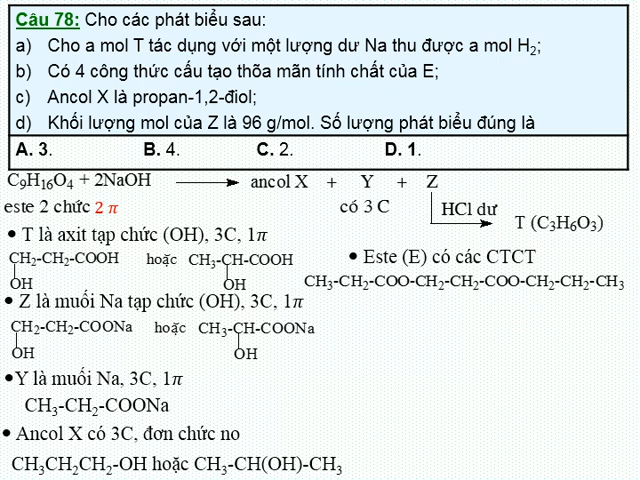 Câu 78: Cho các phát biểu sau:
a) Cho a mol T tác dụng với một lượng dư Na thu được a mol H₂;
b) Có 4 công thức cấu tạo thõa mãn tính chất của E;
c) Ancol X là propan-1,2-điol;
d) Khối lượng mol của Z là 96 g/mol. Số lượng phát biểu đúng là
A. 3. B. 4. C. 2. D. 1.
C₉H₁₆O₄ + 2NaOH → ancol X + Y + Z
este 2 chức 2 π có 3 C HCl dư T (C₃H₆O₃)
• T là axit tạp chức (OH), 3C, 1π
CH₂-CH₂-COOH hoặc CH₃-CH-COOH
OH OH
• Este (E) có các CTCT
CH₃-CH₂-COO-CH₂-CH₂-COO-CH₂-CH₂-CH₃
• Z là muối Na tạp chức (OH), 3C, 1π
CH₂-CH₂-COONa hoặc CH₃-CH-COONa
OH OH
•Y là muối Na, 3C, 1π
CH₃-CH₂-COONa
• Ancol X có 3C, đơn chức no
CH₃CH₂CH₂-OH hoặc CH₃-CH(OH)-CH₃